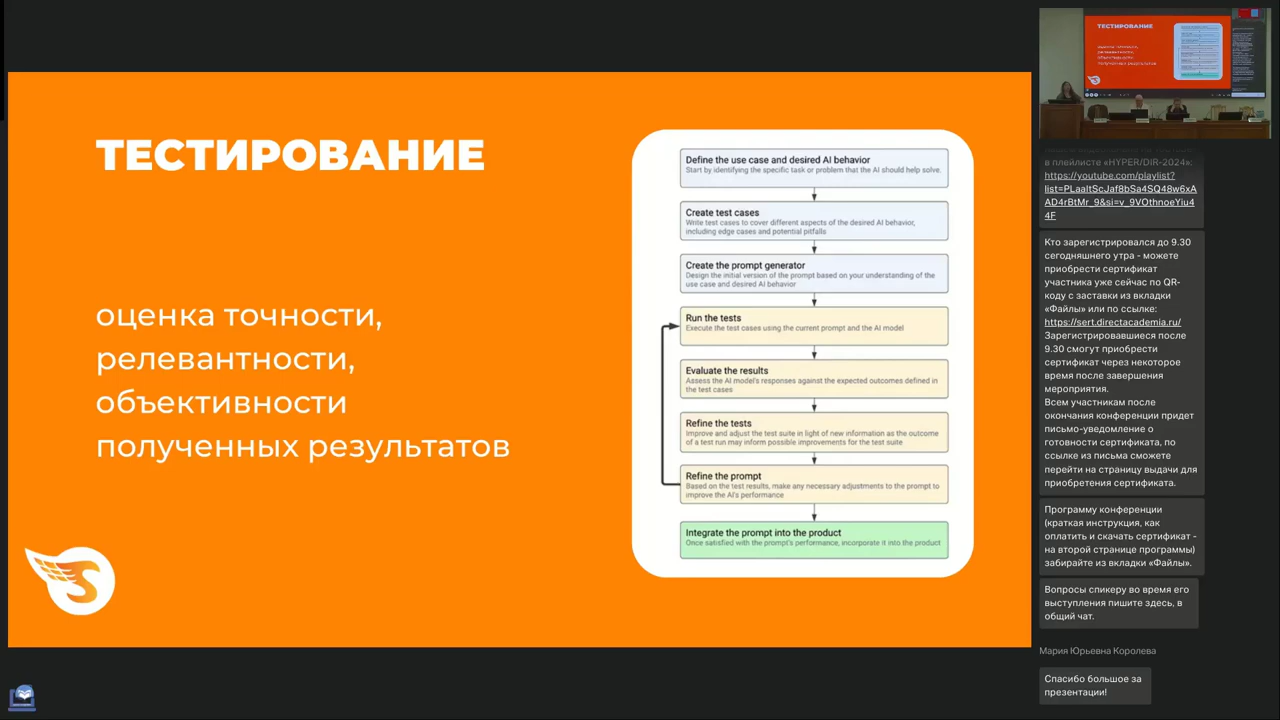 ТЕСТИРОВАНИЕ
оценка точности,
релевантности,
объективности
полученных результатов
Define the use case and desired AI behavior
Start by identifying the specific task or problem that the AI should help solve.
Create test cases
Write test cases to cover different aspects of the desired AI behavior,
including edge cases and potential pitfalls
Create the prompt generator
Design the initial version of the prompt based on your understanding of the
use case and desired AI behavior
Run the tests
Execute the test cases using the current prompt and the AI model
Evaluate the results
Assess the AI model's responses against the expected outcomes defined in
the test cases
Refine the tests
Improve and adjust the test suite in light of new information as the outcome
of a test run may inform possible improvements for the test suite
Refine the prompt
Based on the test results, make any necessary adjustments to the prompt to
improve the AI's performance
Integrate the prompt into the product
Once satisfied with the prompt's performance, incorporate it into the product
ТЕСТИРОВАНИЕ
в плейлисте «HYPER/DIR-2024»:
https://youtube.com/playlist?
list=PLaaltScJaf8bSa4SQ48w6xA
AD4rBtMr_9&si=v_9VOthnoeYiu4
4F
Кто зарегистрировался до 9.30
сегодняшнего утра - можете
приобрести сертификат
участника уже сейчас по QR-
коду с заставки из вкладки
«Файлы» или по ссылке:
https://sert.directacademia.ru/
Зарегистрировавшиеся после
9.30 смогут приобрести
сертификат через некоторое
время после завершения
мероприятия.
Всем участникам после
окончания конференции придет
письмо-уведомление о
готовности сертификата, по
ссылке из письма сможете
перейти на страницу выдачи для
приобретения сертификата.
Программу конференции
(краткая инструкция, как
оплатить и скачать сертификат -
на второй странице программы)
забирайте из вкладки «Файлы».
Вопросы спикеру во время его
выступления пишите здесь, в
общий чат.
Мария Юрьевна Королева
Спасибо большое за
презентации!